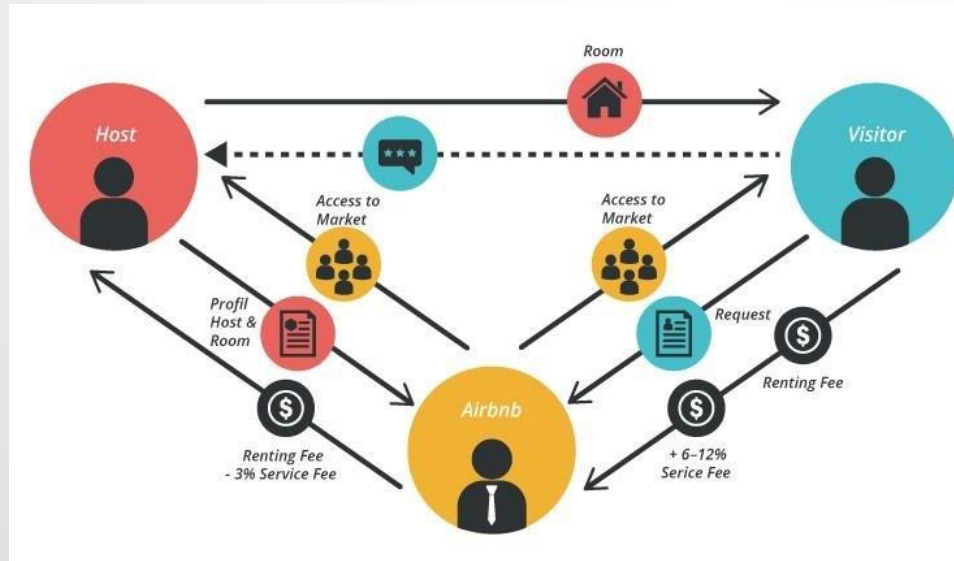 Room
Host
Visitor
Access to
Market
Access to
Market
Profil
Host &
Room
Request
Renting Fee
Airbnb
Renting Fee
- 3% Service Fee
+ 6–12%
Serice Fee